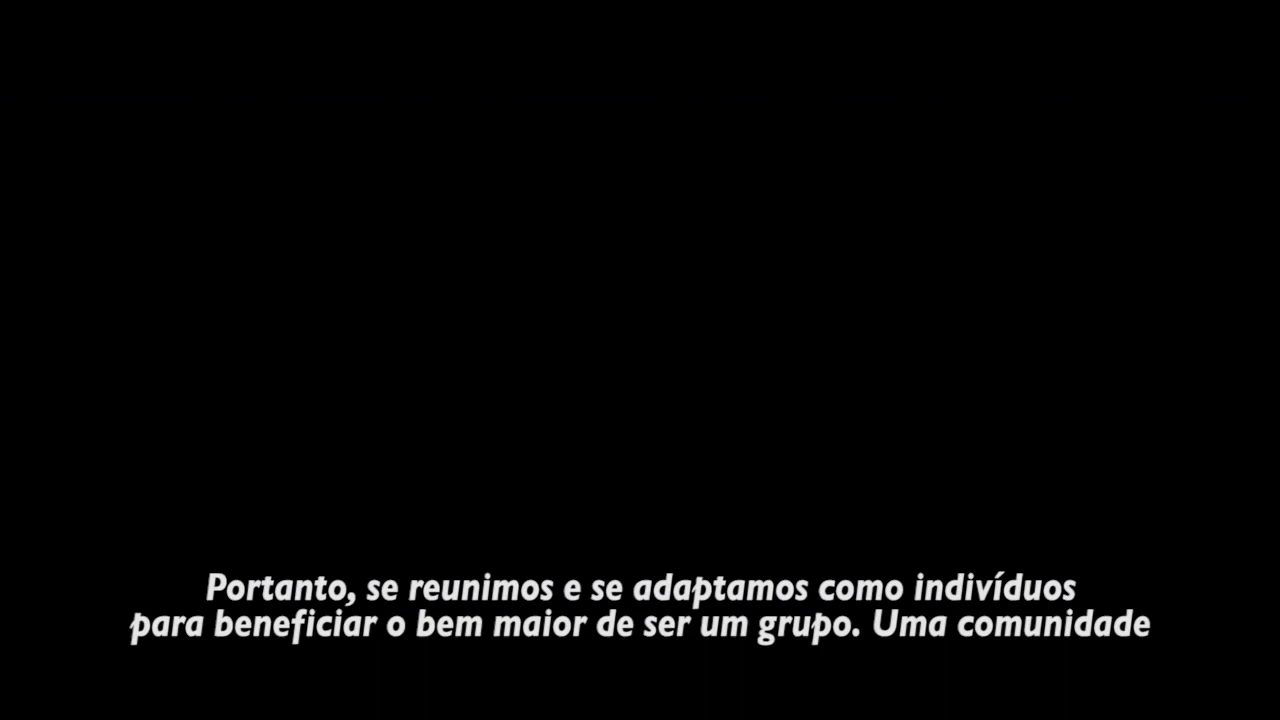 Portanto, se reunimos e se adaptamos como indivíduos
para beneficiar o bem maior de ser um grupo. Uma comunidade